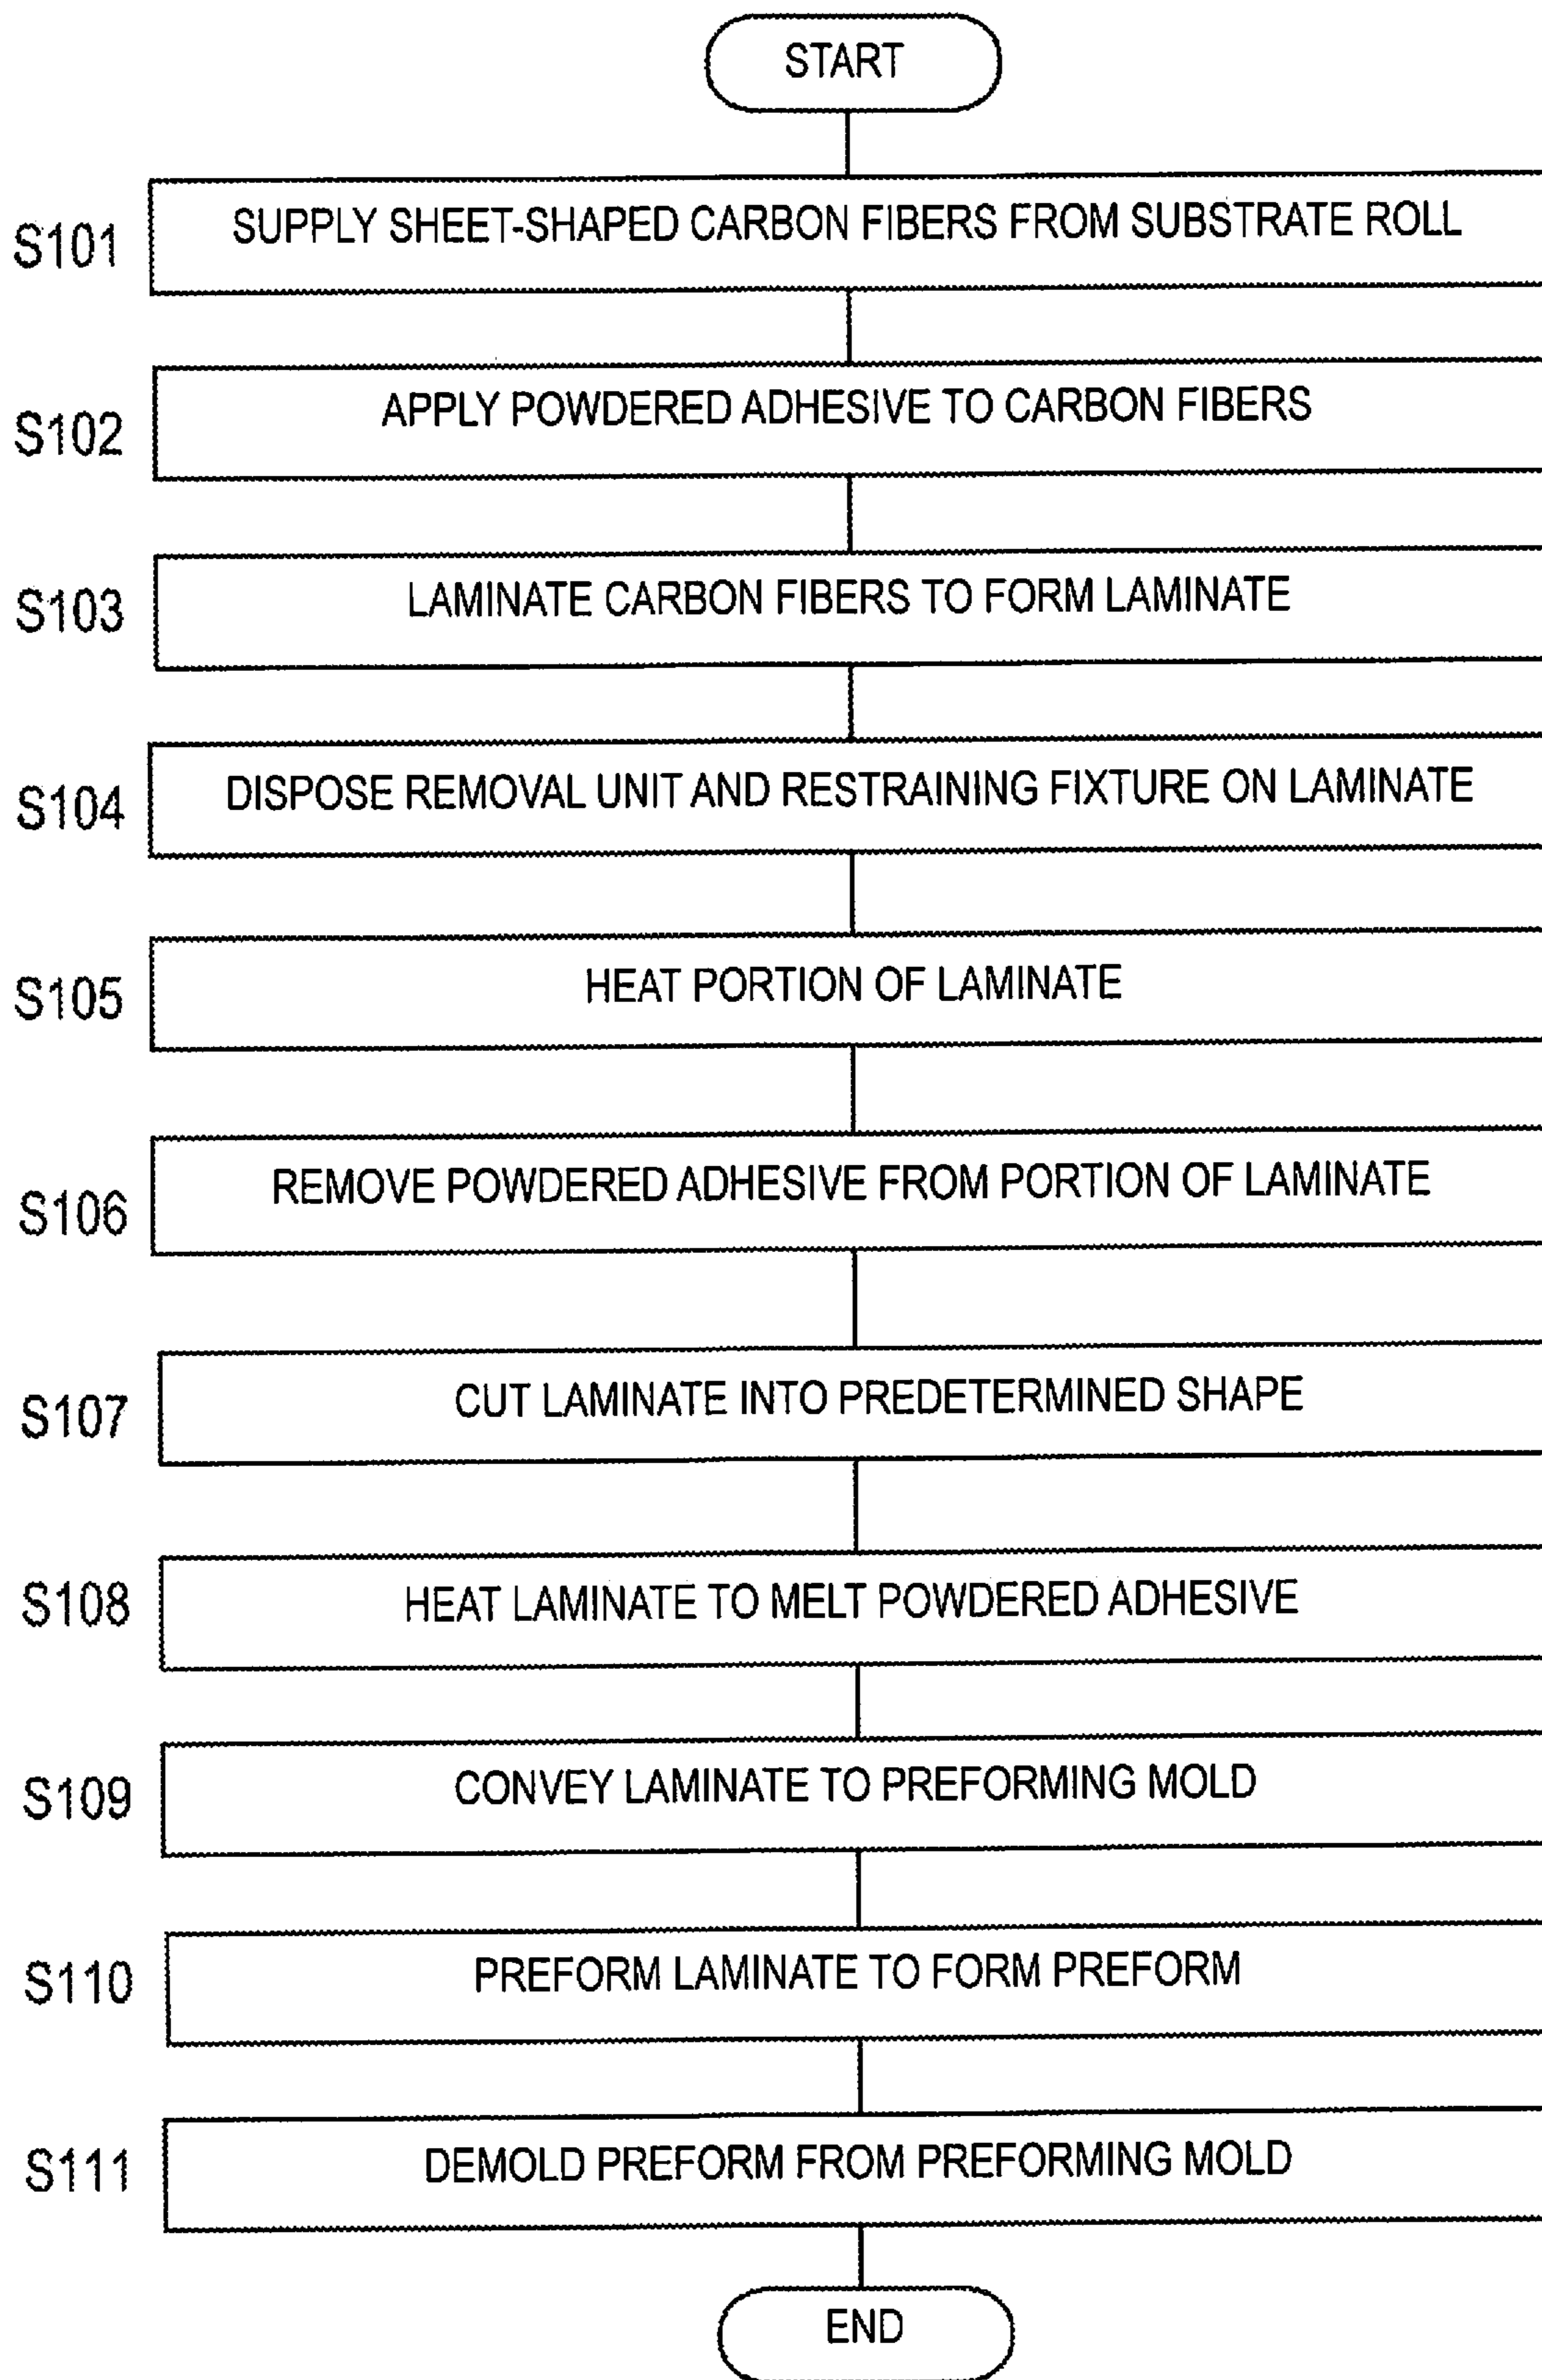 START
S101 SUPPLY SHEET-SHAPED CARBON FIBERS FROM SUBSTRATE ROLL
S102 APPLY POWDERED ADHESIVE TO CARBON FIBERS
S103 LAMINATE CARBON FIBERS TO FORM LAMINATE
S104 DISPOSE REMOVAL UNIT AND RESTRAINING FIXTURE ON LAMINATE
S105 HEAT PORTION OF LAMINATE
S106 REMOVE POWDERED ADHESIVE FROM PORTION OF LAMINATE
S107 CUT LAMINATE INTO PREDETERMINED SHAPE
S108 HEAT LAMINATE TO MELT POWDERED ADHESIVE
S109 CONVEY LAMINATE TO PREFORMING MOLD
S110 PREFORM LAMINATE TO FORM PREFORM
S111 DEMOLD PREFORM FROM PREFORMING MOLD
END